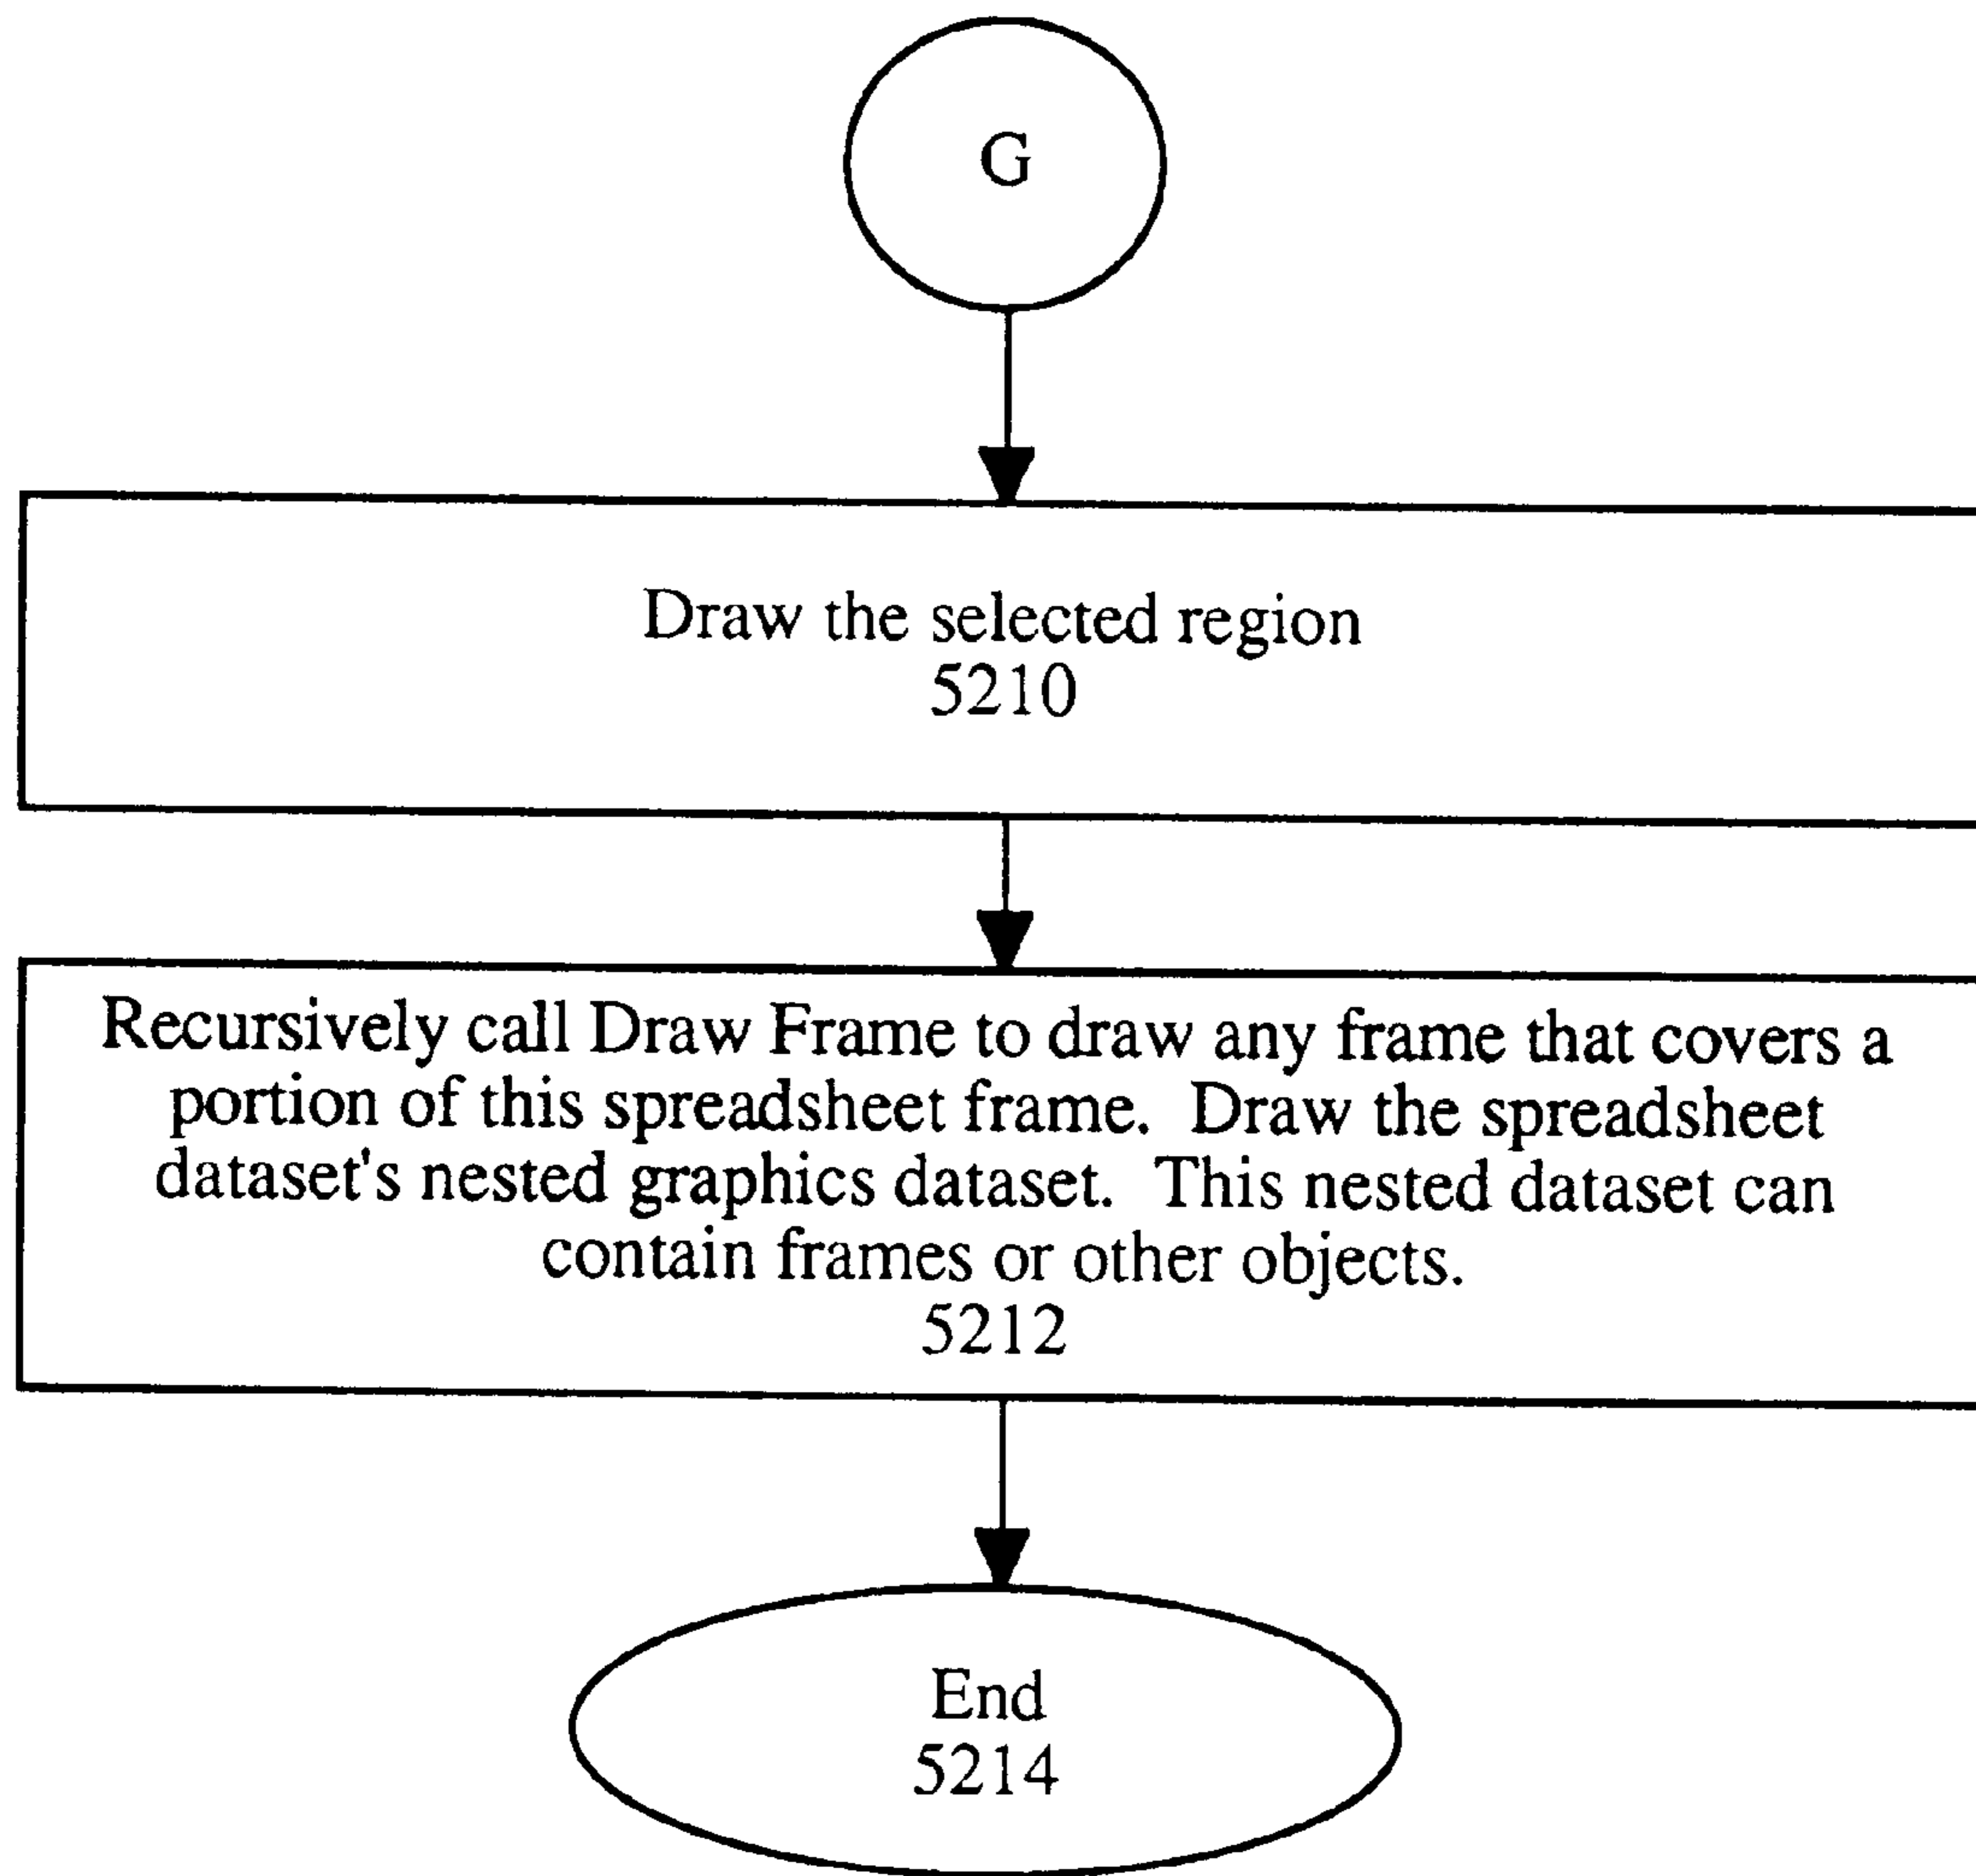 G
Draw the selected region
5210
Recursively call Draw Frame to draw any frame that covers a
portion of this spreadsheet frame. Draw the spreadsheet
dataset's nested graphics dataset. This nested dataset can
contain frames or other objects.
5212
End
5214